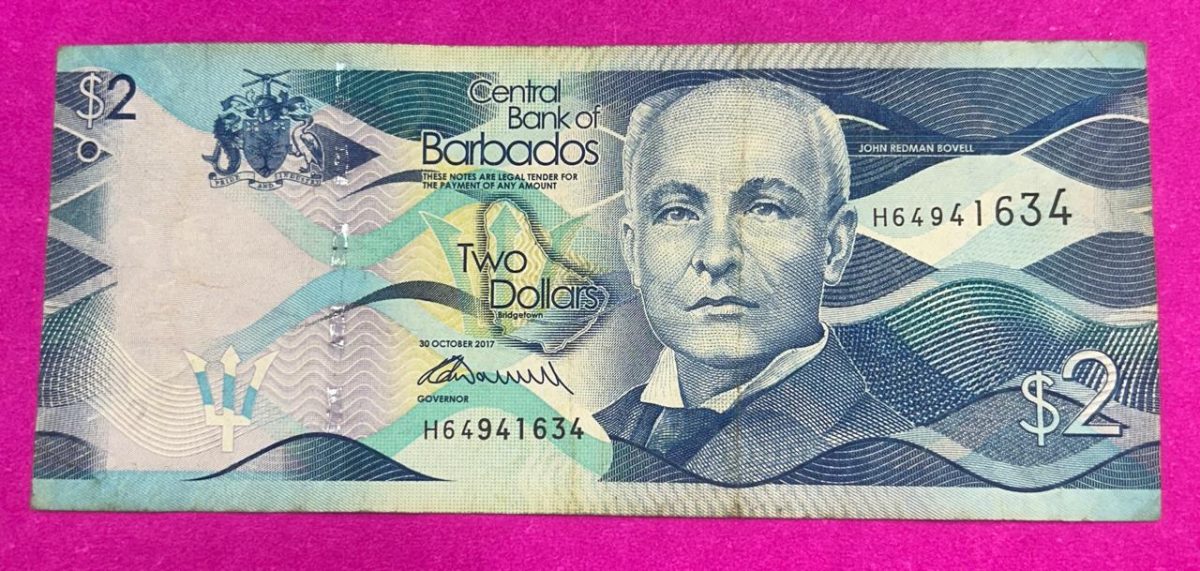 $2
PRIDE AND INDUSTRY
Central
Bank of
Barbados
THESE NOTES ARE LEGAL TENDER FOR
THE PAYMENT OF ANY AMOUNT
JOHN REDMAN BOVELL
H64941634
Two
Dollars
Bridgetown
30 OCTOBER 2017
GOVERNOR
H64941634
$2